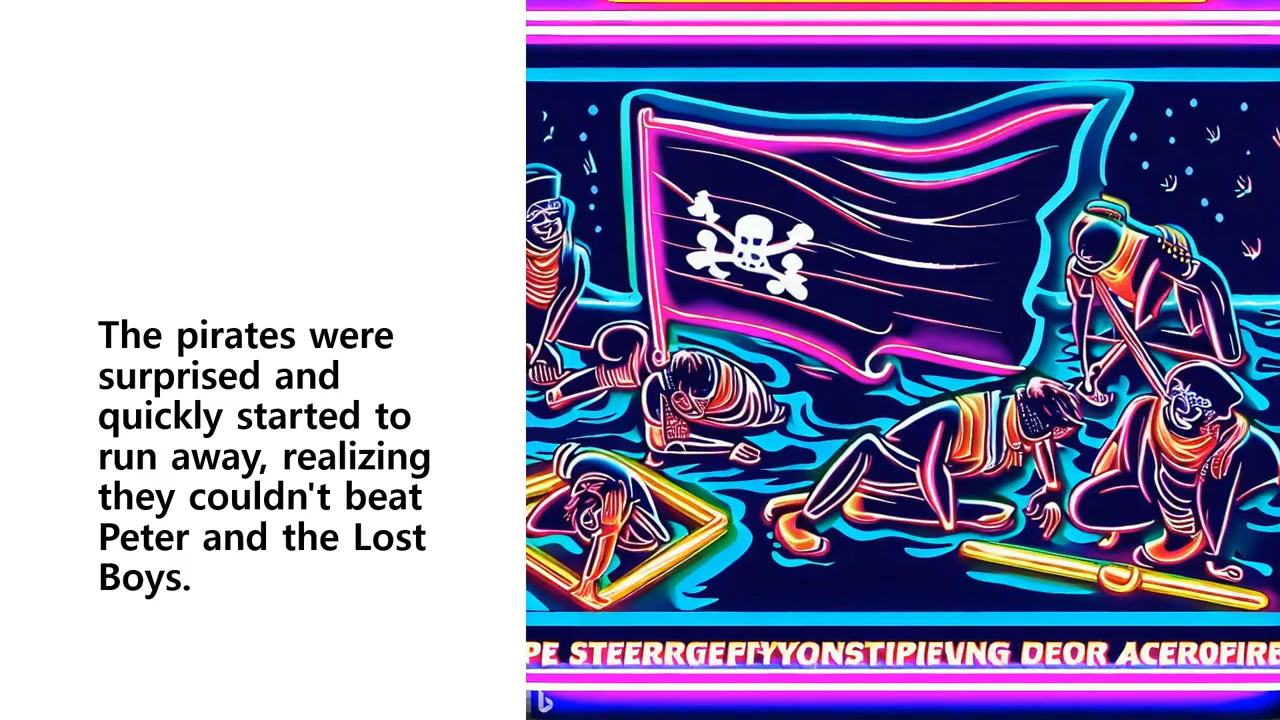 The pirates were
surprised and
quickly started to
run away, realizing
they couldn't beat
Peter and the Lost
Boys.
PE STEERRGEFIYYONSTIPIEVNG DEOR ACEROFIRE